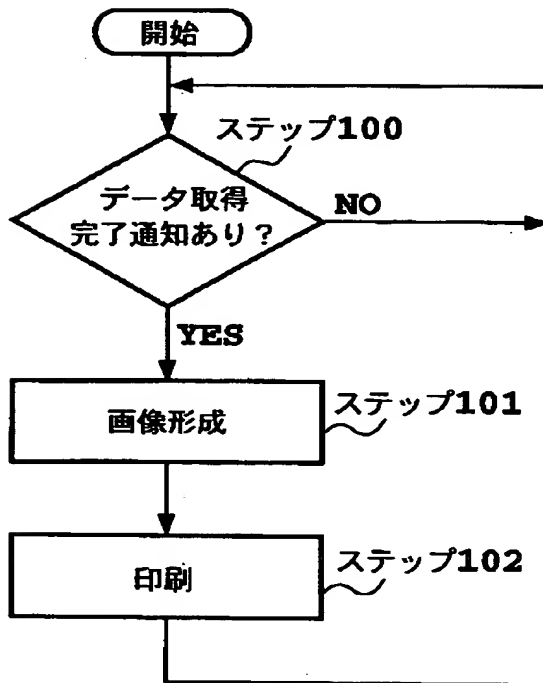 開始
ステップ100
データ取得
完了通知あり？
NO
YES
画像形成
ステップ101
印刷
ステップ102